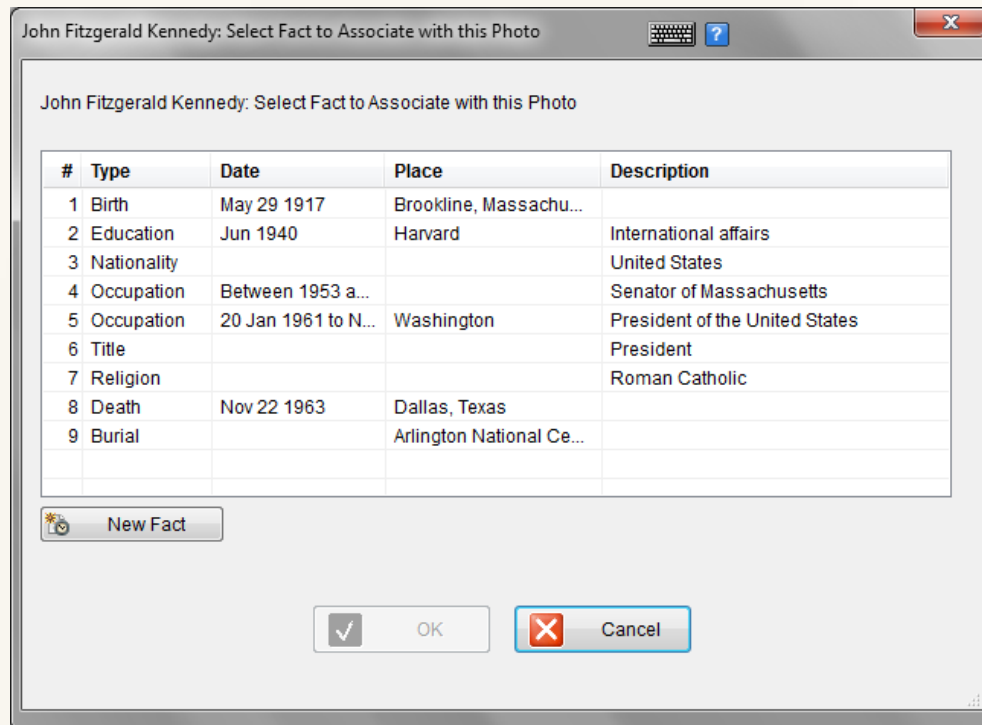 John Fitzgerald Kennedy: Select Fact to Associate with this Photo ?
John Fitzgerald Kennedy: Select Fact to Associate with this Photo
# Type Date Place Description
1 Birth May 29 1917 Brookline, Massachu...
2 Education Jun 1940 Harvard International affairs
3 Nationality United States
4 Occupation Between 1953 a... Senator of Massachusetts
5 Occupation 20 Jan 1961 to N... Washington President of the United States
6 Title President
7 Religion Roman Catholic
8 Death Nov 22 1963 Dallas, Texas
9 Burial Arlington National Ce...
New Fact
OK Cancel